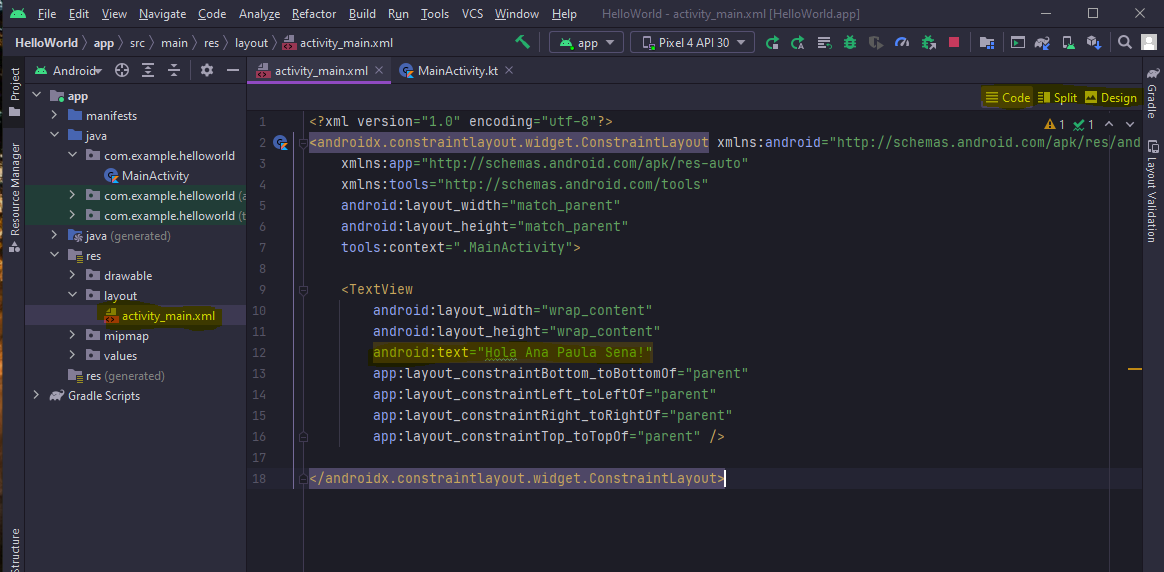 File Edit View Navigate Code Analyze Refactor Build Run Tools VCS Window Help HelloWorld - activity_main.xml [HelloWorld.app]
HelloWorld app src main res layout activity_main.xml app Pixel 4 API 30
Project
Resource Manager
Structure
Android
app
manifests
java
com.example.helloworld
MainActivity
com.example.helloworld (a
com.example.helloworld (t
java (generated)
res
drawable
layout
activity_main.xml
mipmap
values
res (generated)
Gradle Scripts
activity_main.xml MainActivity.kt
Code Split Design
1 1
1 <?xml version="1.0" encoding="utf-8"?>
2 <androidx.constraintlayout.widget.ConstraintLayout xmlns:android="http://schemas.android.com/apk/res/and
3 xmlns:app="http://schemas.android.com/apk/res-auto"
4 xmlns:tools="http://schemas.android.com/tools"
5 android:layout_width="match_parent"
6 android:layout_height="match_parent"
7 tools:context=".MainActivity">
8
9 <TextView
10 android:layout_width="wrap_content"
11 android:layout_height="wrap_content"
12 android:text="Hola Ana Paula Sena!"
13 app:layout_constraintBottom_toBottomOf="parent"
14 app:layout_constraintLeft_toLeftOf="parent"
15 app:layout_constraintRight_toRightOf="parent"
16 app:layout_constraintTop_toTopOf="parent" />
17
18 </androidx.constraintlayout.widget.ConstraintLayout>
Gradle
Layout Validation